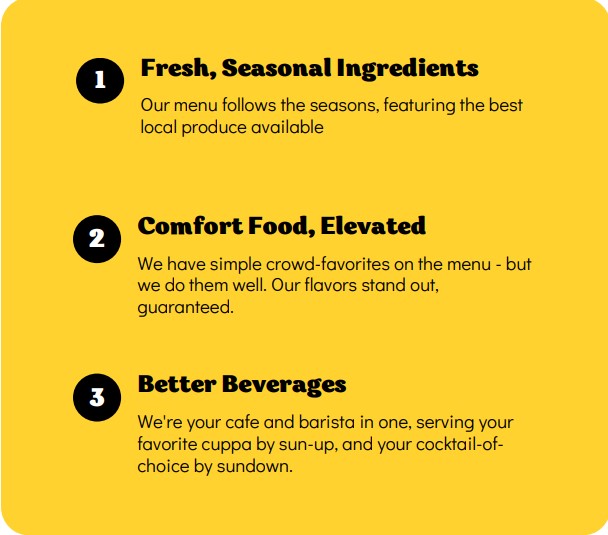 1
Fresh, Seasonal Ingredients
Our menu follows the seasons, featuring the best
local produce available
2
Comfort Food, Elevated
We have simple crowd-favorites on the menu - but
we do them well. Our flavors stand out,
guaranteed.
3
Better Beverages
We're your cafe and barista in one, serving your
favorite cuppa by sun-up, and your cocktail-of-
choice by sundown.